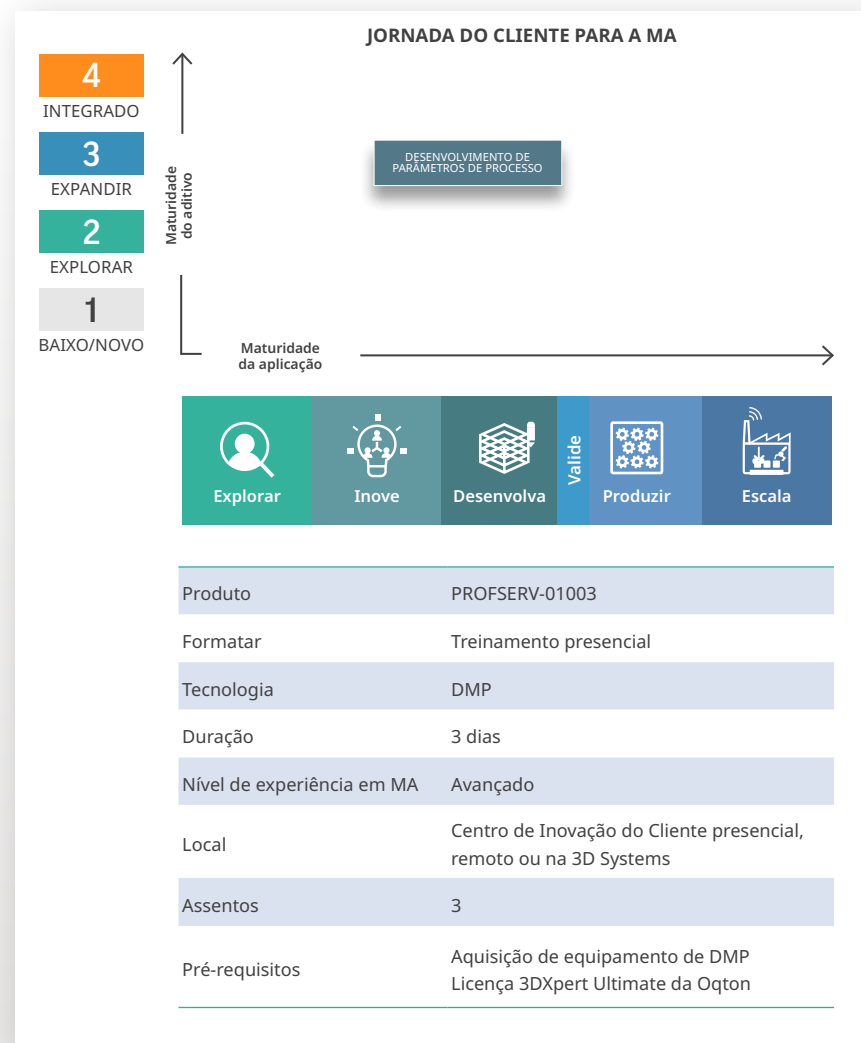 JORNADA DO CLIENTE PARA A MA
4
INTEGRADO
3
EXPANDIR
2
EXPLORAR
1
BAIXO/NOVO
Maturidade
do aditivo
DESENVOLVIMENTO DE
PARÂMETROS DE PROCESSO
Maturidade
da aplicação
Explorar
Inove
Desenvolva
Valide
Produzir
Escala
Produto PROFSERV-01003
Formatar Treinamento presencial
Tecnologia DMP
Duração 3 dias
Nível de experiência em MA Avançado
Local Centro de Inovação do Cliente presencial,
remoto ou na 3D Systems
Assentos 3
Pré-requisitos Aquisição de equipamento de DMP
Licença 3DXpert Ultimate da Oqton